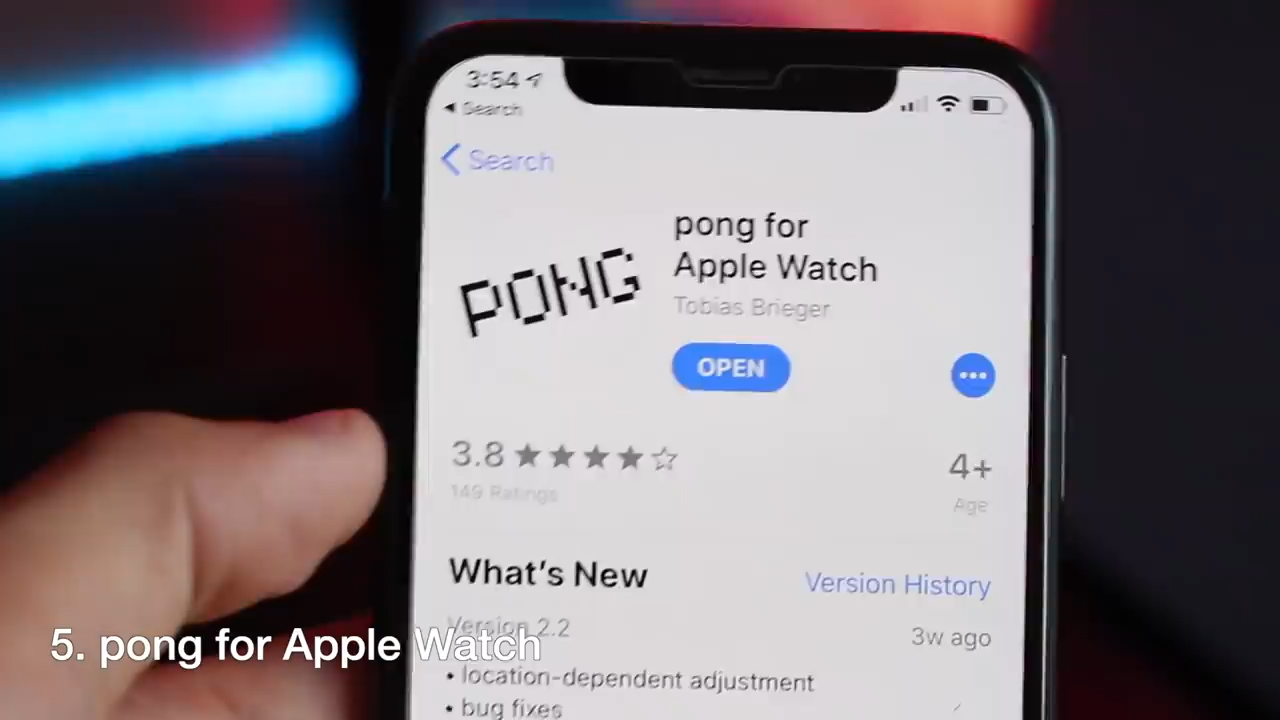 3:54
Search
Search
PONG
pong for
Apple Watch
Tobias Brieger
OPEN
3.8
4+
149 Ratings
Age
What's New
Version History
Version 2.2
3w ago
5. pong for Apple Watch
• location-dependent adjustment
• bug fixes